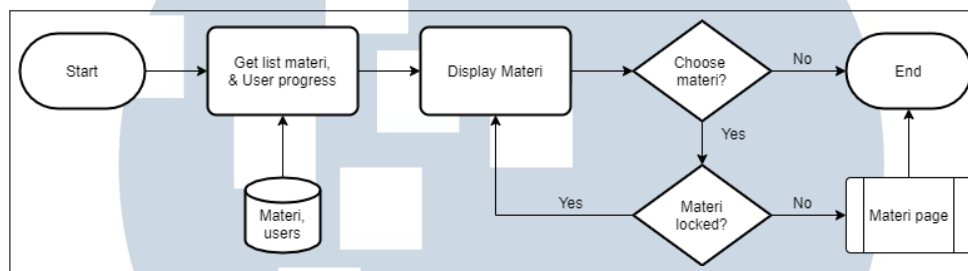 Start
Get list materi,
& User progress
Display Materi
Choose
materi?
No
End
Yes
Materi,
users
Yes
Materi
locked?
No
Materi page